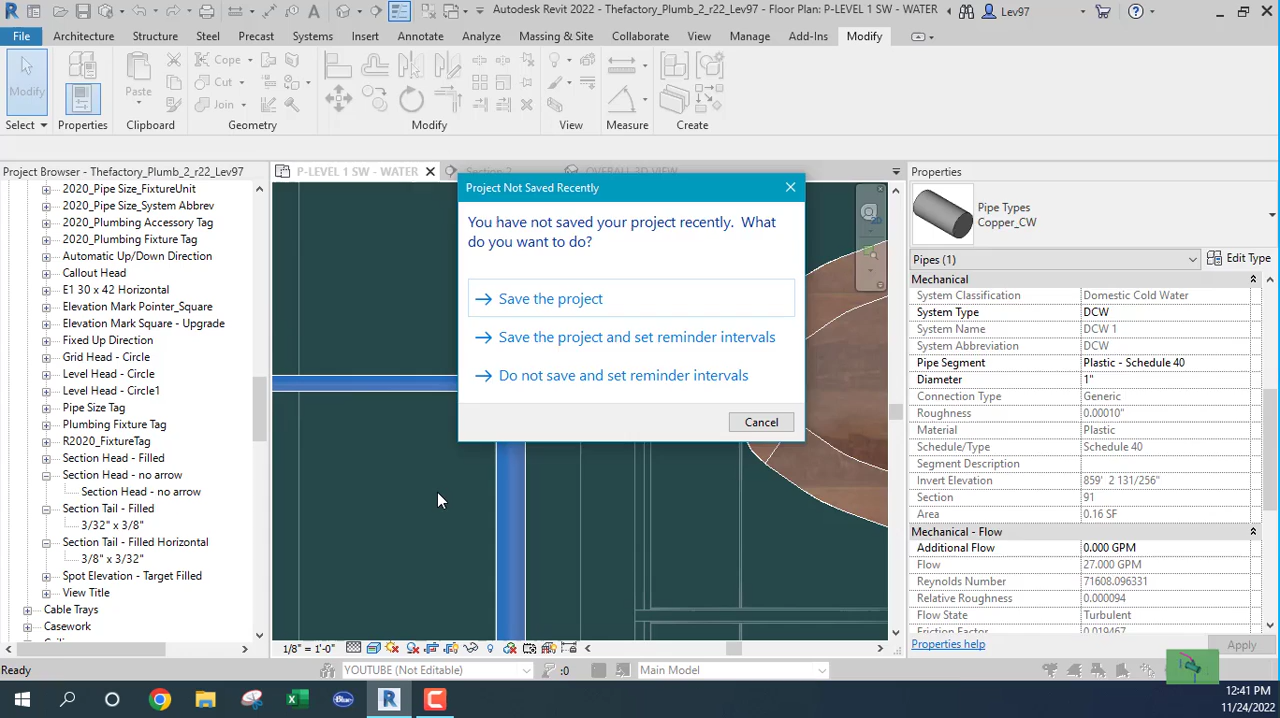 Autodesk Revit 2022 - Thefactory_Plumb_2_r22_Lev97 - Floor Plan: P-LEVEL 1 SW - WATER
Lev97
File Architecture Structure Steel Precast Systems Insert Annotate Analyze Massing & Site Collaborate View Manage Add-Ins Modify
Modify Paste Cope Cut Join
Select Properties Clipboard Geometry Modify View Measure Create
Project Browser - Thefactory_Plumb_2_r22_Lev97
2020_Pipe Size_FixtureUnit
2020_Pipe Size_System Abbrev
2020_Plumbing Accessory Tag
2020_Plumbing Fixture Tag
Automatic Up/Down Direction
Callout Head
E1 30 x 42 Horizontal
Elevation Mark Pointer_Square
Elevation Mark Square - Upgrade
Fixed Up Direction
Grid Head - Circle
Level Head - Circle
Level Head - Circle1
Pipe Size Tag
Plumbing Fixture Tag
R2020_FixtureTag
Section Head - Filled
Section Head - no arrow
Section Head - no arrow
Section Tail - Filled
3/32" x 3/8"
Section Tail - Filled Horizontal
3/8" x 3/32"
Spot Elevation - Target Filled
View Title
Cable Trays
Casework
P-LEVEL 1 SW - WATER Section 2 OVERALL 3D VIEW
Project Not Saved Recently
You have not saved your project recently. What
do you want to do?
Save the project
Save the project and set reminder intervals
Do not save and set reminder intervals
Cancel
Properties
Pipe Types
Copper_CW
Pipes (1) Edit Type
Mechanical
System Classification Domestic Cold Water
System Type DCW
System Name DCW 1
System Abbreviation DCW
Pipe Segment Plastic - Schedule 40
Diameter 1"
Connection Type Generic
Roughness 0.00010"
Material Plastic
Schedule/Type Schedule 40
Segment Description
Invert Elevation 859' 2 131/256"
Section 91
Area 0.16 SF
Mechanical - Flow
Additional Flow 0.000 GPM
Flow 27.000 GPM
Reynolds Number 71608.096331
Relative Roughness 0.000094
Flow State Turbulent
Friction Factor 0.019467
Properties help Apply
1/8" = 1'-0"
Ready YOUTUBE (Not Editable) :0 Main Model
12:41 PM
11/24/2022